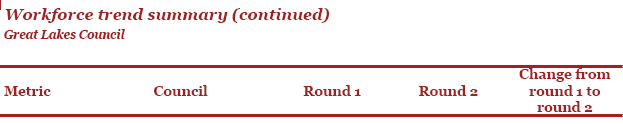 Workforce trend summary (continued)
Great Lakes Council
Metric Council Round 1 Round 2 Change from round 1 to round 2